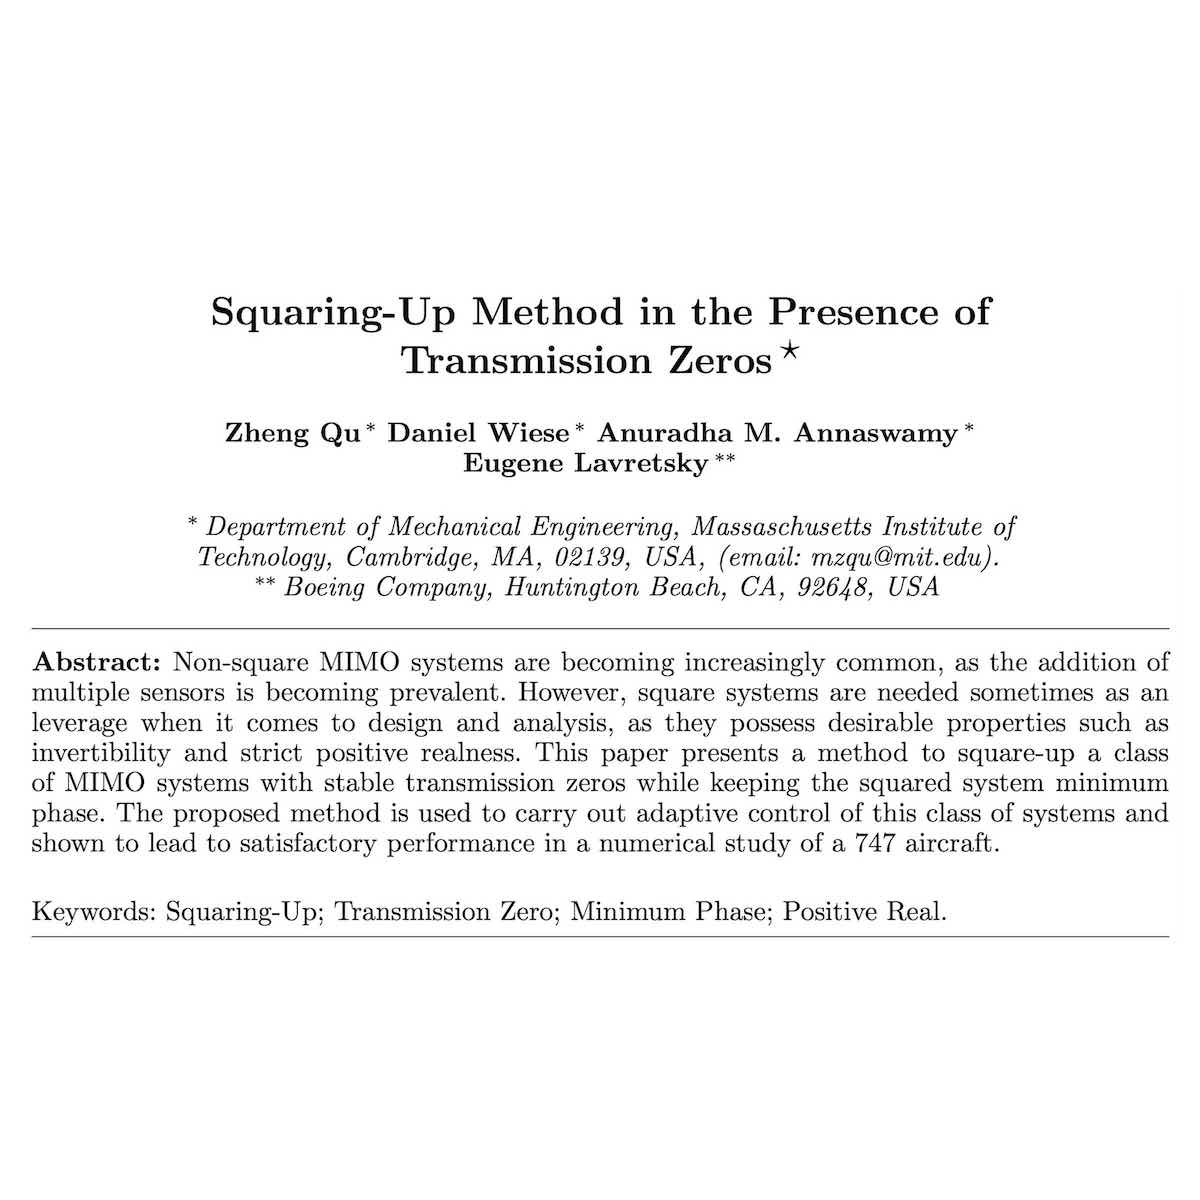 Squaring-Up Method in the Presence of
Transmission Zeros ⋆
Zheng Qu * Daniel Wiese * Anuradha M. Annaswamy *
Eugene Lavretsky **
* Department of Mechanical Engineering, Massaschusetts Institute of
Technology, Cambridge, MA, 02139, USA, (email: mzqu@mit.edu).
** Boeing Company, Huntington Beach, CA, 92648, USA
Abstract: Non-square MIMO systems are becoming increasingly common, as the addition of
multiple sensors is becoming prevalent. However, square systems are needed sometimes as an
leverage when it comes to design and analysis, as they possess desirable properties such as
invertibility and strict positive realness. This paper presents a method to square-up a class
of MIMO systems with stable transmission zeros while keeping the squared system minimum
phase. The proposed method is used to carry out adaptive control of this class of systems and
shown to lead to satisfactory performance in a numerical study of a 747 aircraft.
Keywords: Squaring-Up; Transmission Zero; Minimum Phase; Positive Real.